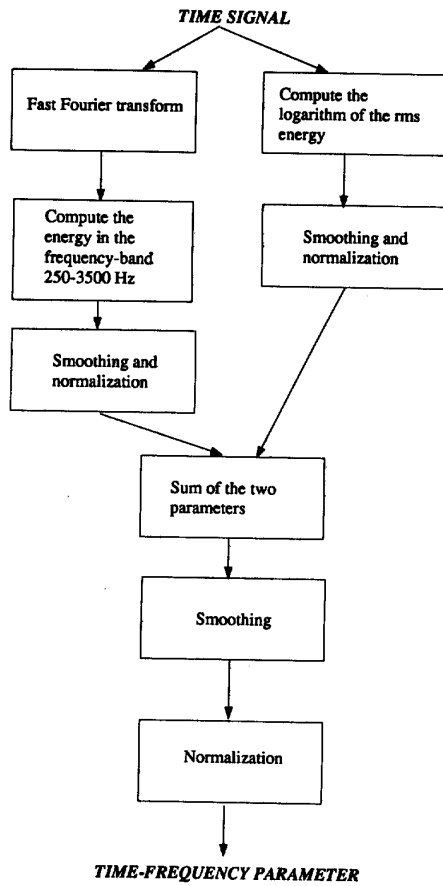 TIME SIGNAL
Fast Fourier transform
Compute the
logarithm of the rms
energy
Compute the
energy in the
frequency-band
250-3500 Hz
Smoothing and
normalization
Smoothing and
normalization
Sum of the two
parameters
Smoothing
Normalization
TIME-FREQUENCY PARAMETER